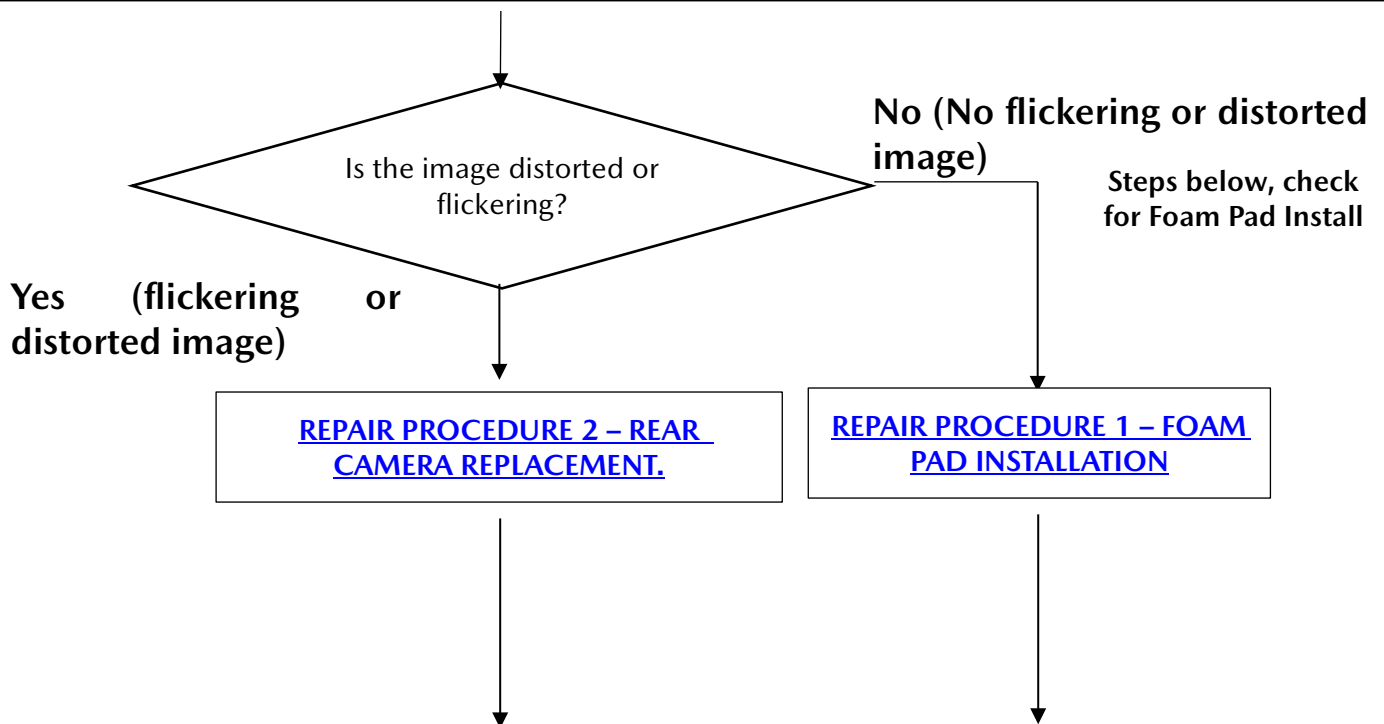 Is the image distorted or
flickering?
No (No flickering or distorted
image)
Steps below, check
for Foam Pad Install
Yes (flickering or
distorted image)
REPAIR PROCEDURE 2 – REAR
CAMERA REPLACEMENT.
REPAIR PROCEDURE 1 – FOAM
PAD INSTALLATION